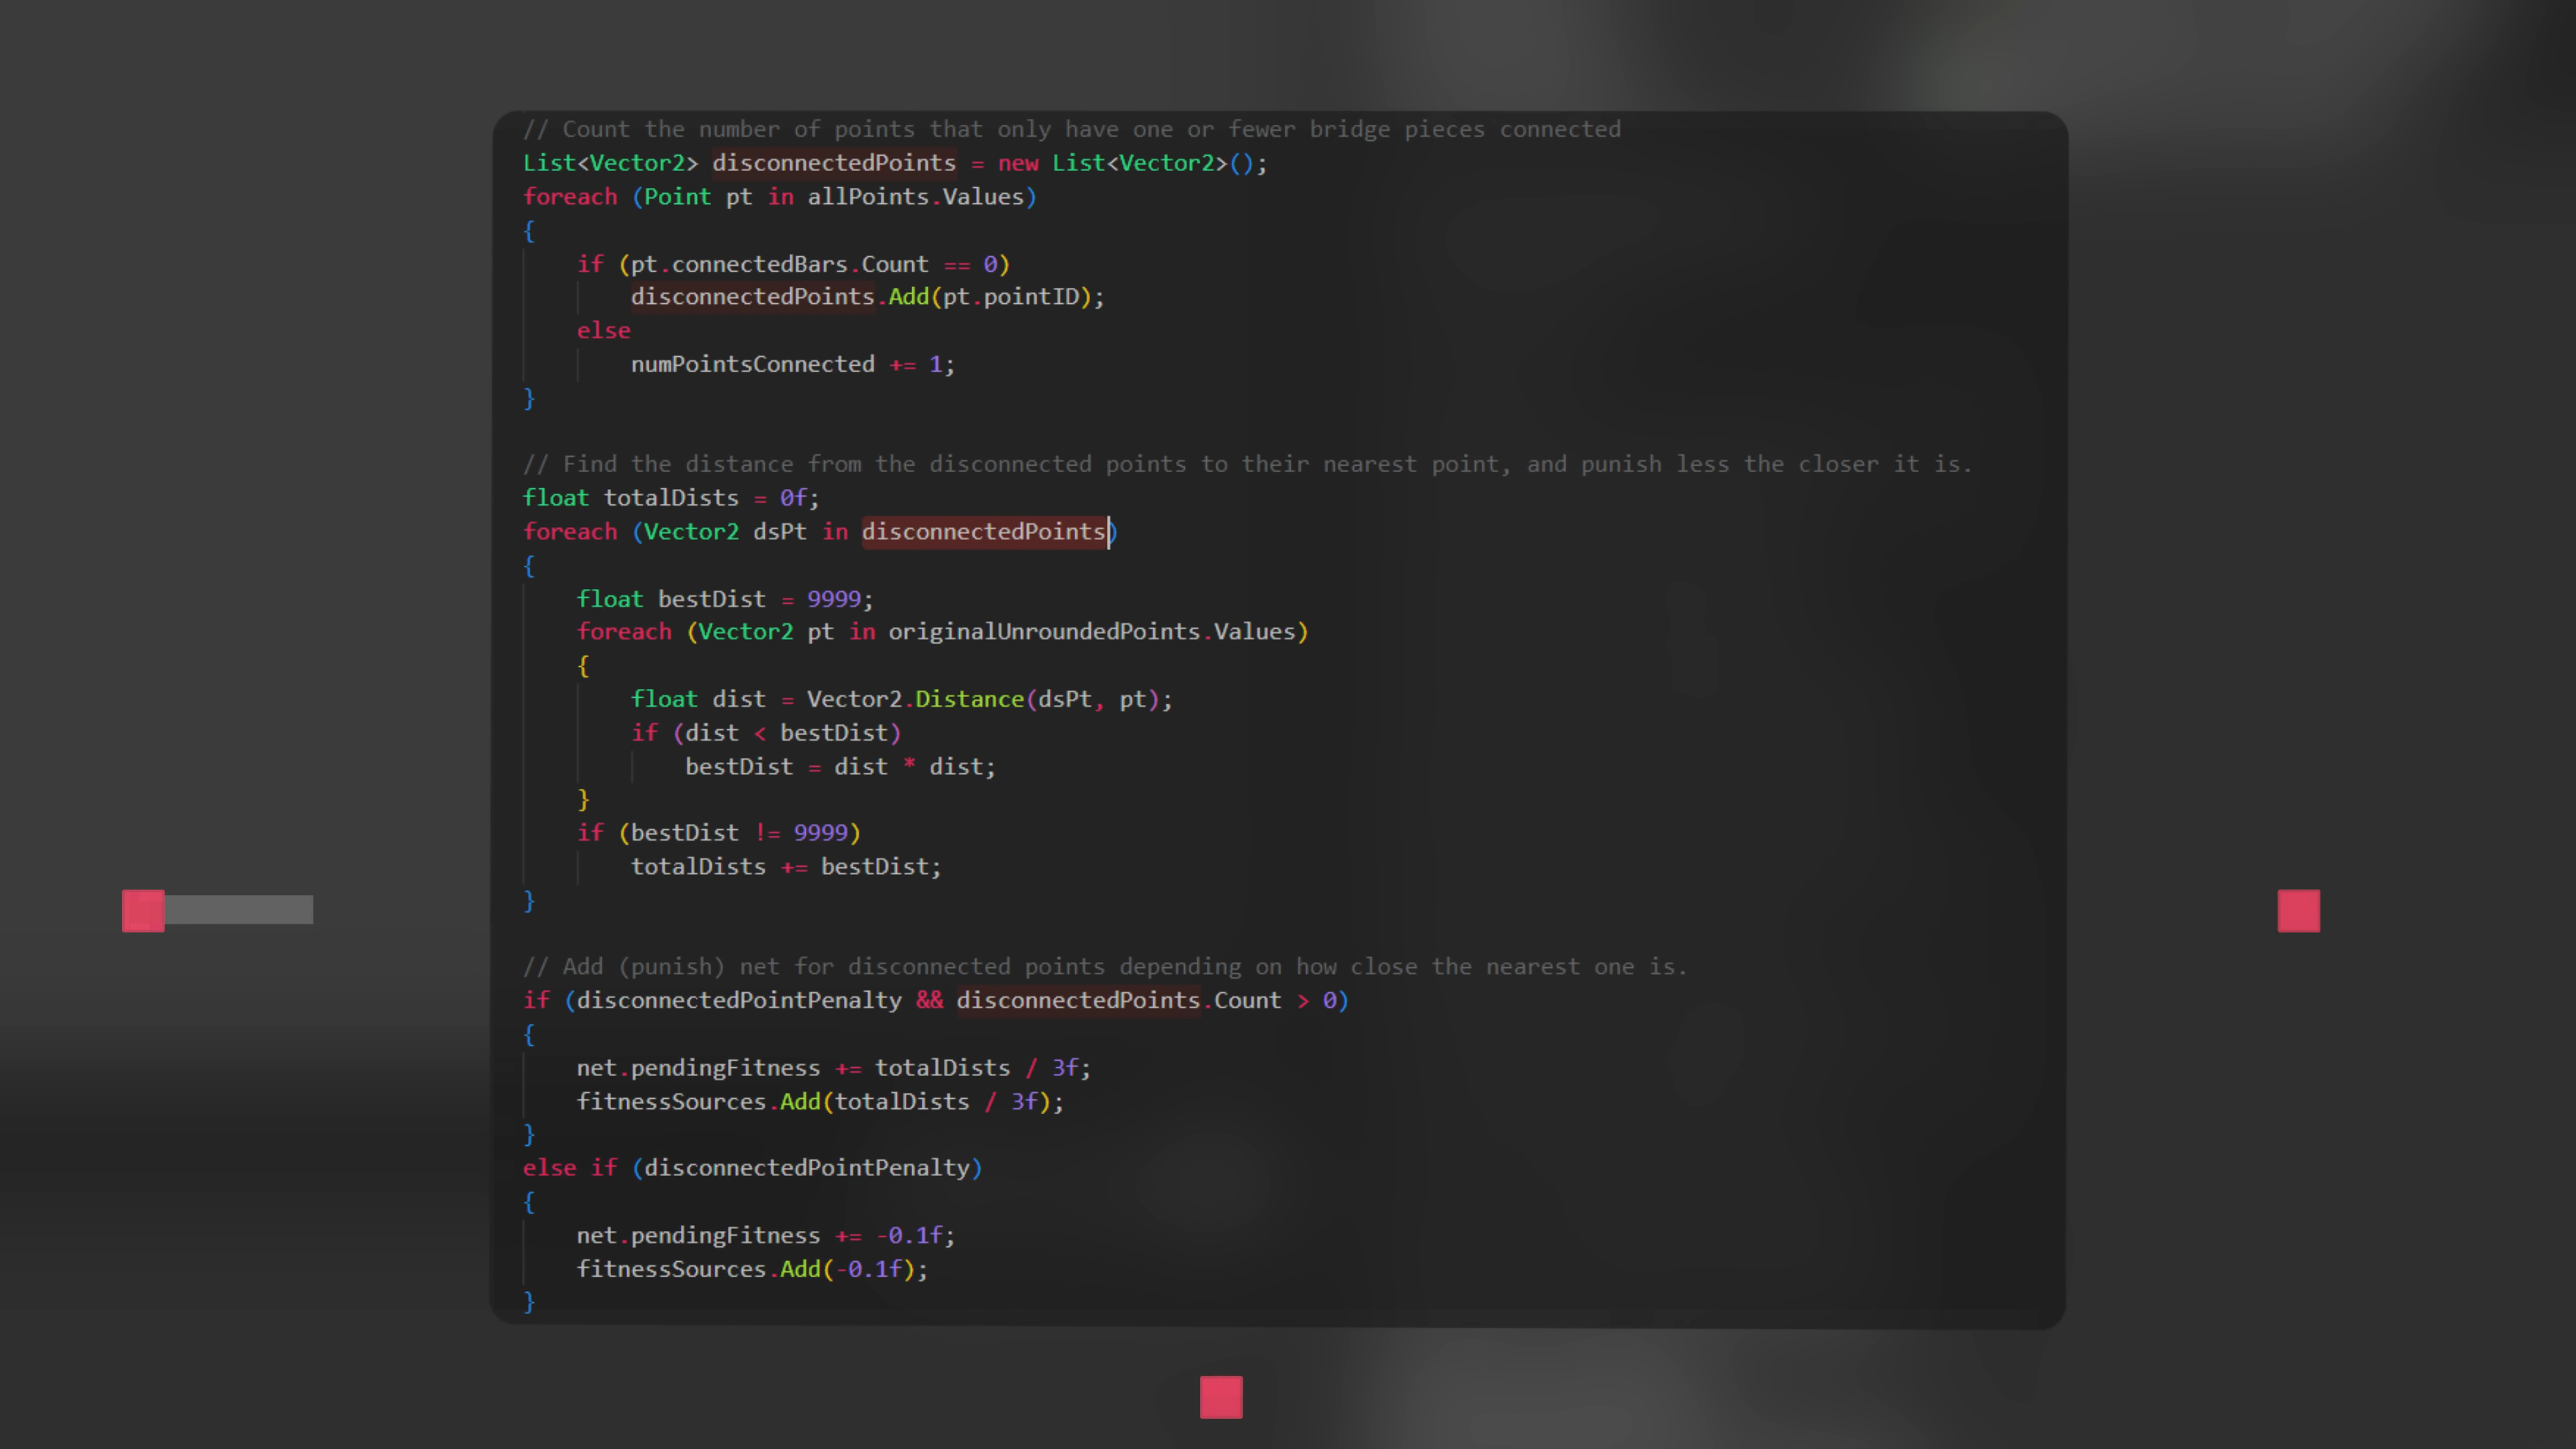 // Count the number of points that only have one or fewer bridge pieces connected
List<Vector2> disconnectedPoints = new List<Vector2>();
foreach (Point pt in allPoints.Values)
{
if (pt.connectedBars.Count == 0)
disconnectedPoints.Add(pt.pointID);
else
numPointsConnected += 1;
}
// Find the distance from the disconnected points to their nearest point, and punish less the closer it is.
float totalDists = 0f;
foreach (Vector2 dsPt in disconnectedPoints)
{
float bestDist = 9999;
foreach (Vector2 pt in originalUnroundedPoints.Values)
{
float dist = Vector2.Distance(dsPt, pt);
if (dist < bestDist)
bestDist = dist * dist;
}
if (bestDist != 9999)
totalDists += bestDist;
}
// Add (punish) net for disconnected points depending on how close the nearest one is.
if (disconnectedPointPenalty && disconnectedPoints.Count > 0)
{
net.pendingFitness += totalDists / 3f;
fitnessSources.Add(totalDists / 3f);
}
else if (disconnectedPointPenalty)
{
net.pendingFitness += -0.1f;
fitnessSources.Add(-0.1f);
}